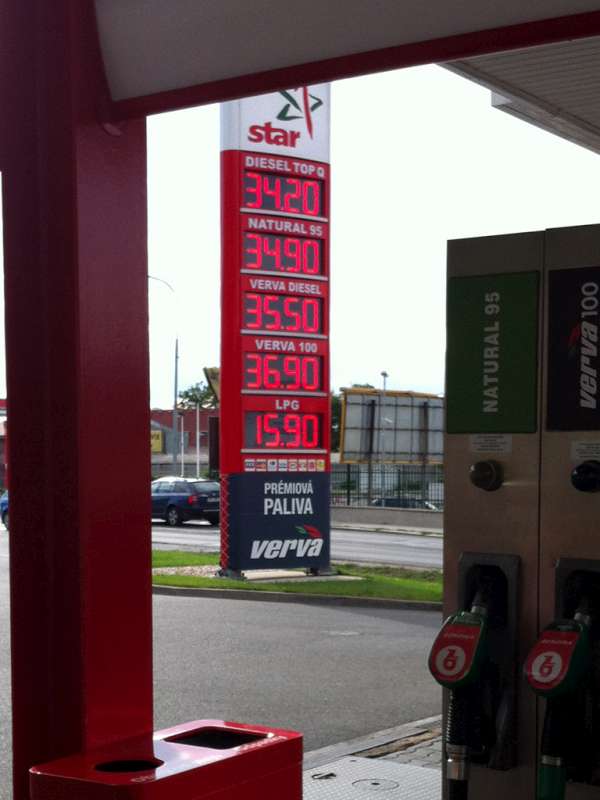 star
DIESEL TOP Q
34.20
NATURAL 95
34.90
VERVA DIESEL
35.50
VERVA 100
36.90
LPG
15.90
PRÉMIOVÁ
PALIVA
verva
NATURAL 95
verva 100